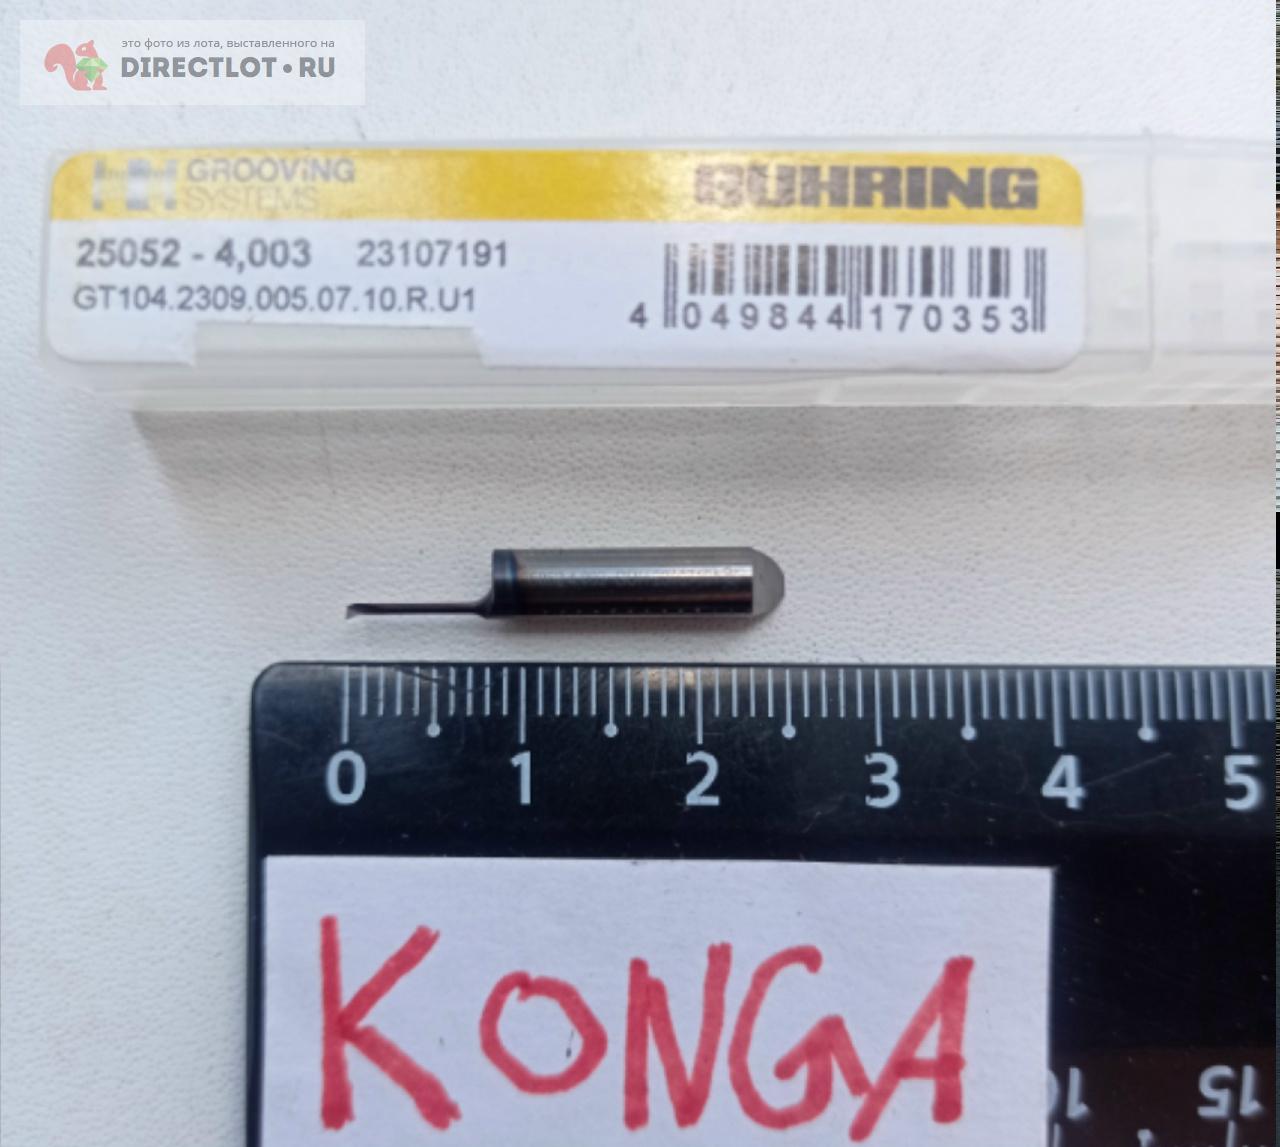 это фото из лота, выставленного на
DIRECTLOT•RU
GROOViNG
SYSTEMS
GUHRING
25052 - 4,003 23107191
GT104.2309.005.07.10.R.U1
4 049844 170353
0 1 2 3 4 5
KONGA
10 15